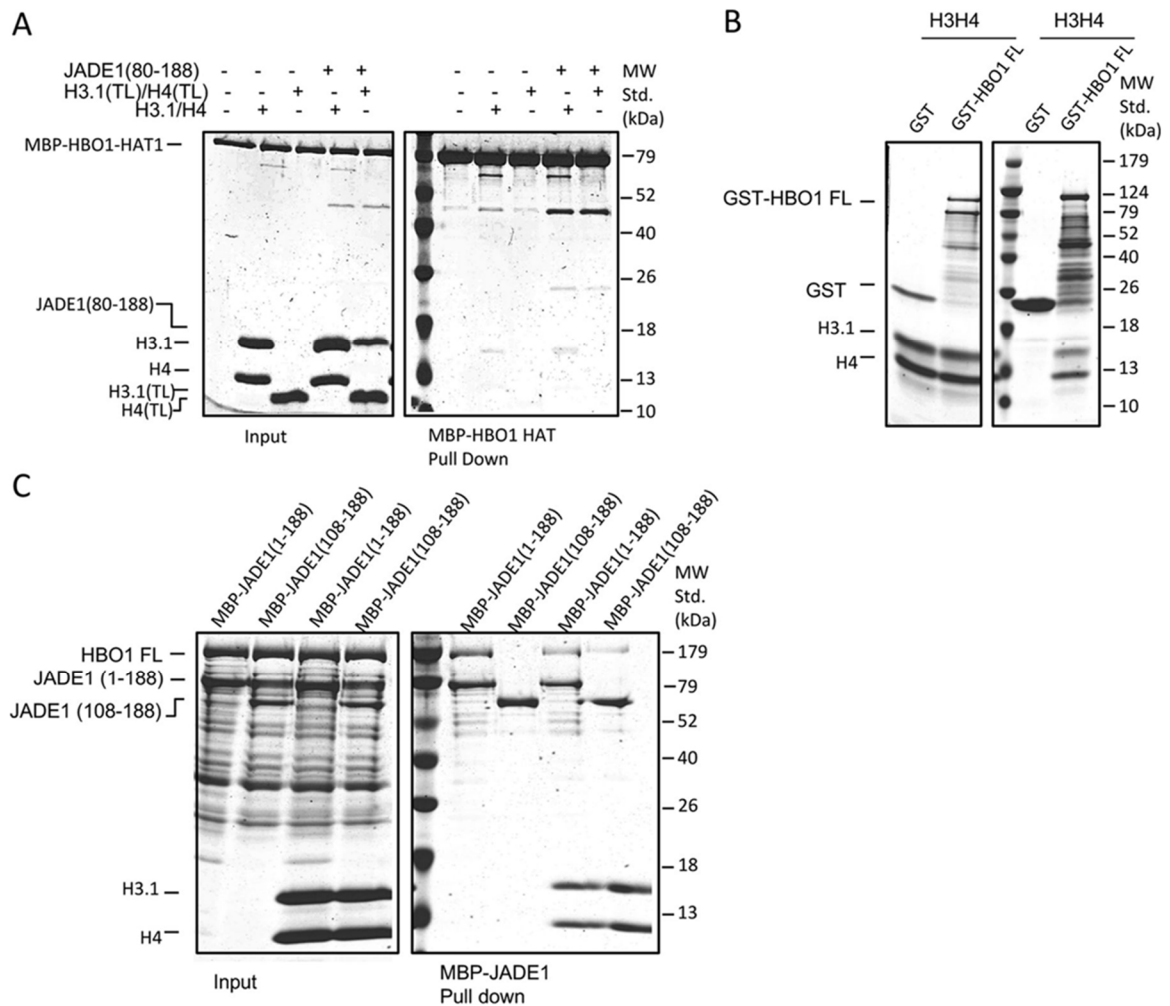 A
JADE1(80-188) - - - + + - - - + + MW
H3.1(TL)/H4(TL) - - + - + - - + - + Std.
H3.1/H4 - + - + - - + - + - (kDa)
MBP-HBO1-HAT1
79
52
40
26
JADE1(80-188)
18
H3.1
H4
13
H3.1(TL)
H4(TL)
10
Input
MBP-HBO1 HAT
Pull Down
B
H3H4 H3H4
GST GST-HBO1 FL GST GST-HBO1 FL
MW
Std.
(kDa)
179
GST-HBO1 FL
124
79
52
40
GST
26
H3.1
18
H4
13
10
C
MBP-JADE1(1-188) MBP-JADE1(108-188) MBP-JADE1(1-188) MBP-JADE1(108-188)
MBP-JADE1(1-188) MBP-JADE1(108-188) MBP-JADE1(1-188) MBP-JADE1(108-188)
MW
Std.
(kDa)
HBO1 FL
179
JADE1 (1-188)
79
JADE1 (108-188)
52
40
26
18
H3.1
13
H4
Input
MBP-JADE1
Pull down